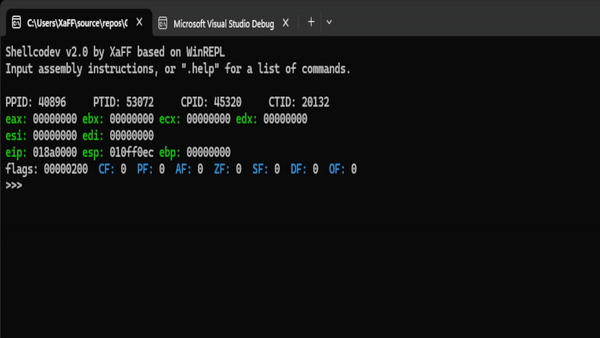 C:\Users\XaFF\source\repos\C
Microsoft Visual Studio Debug
Shellcodev v2.0 by XaFF based on WinREPL
Input assembly instructions, or ".help" for a list of commands.
PPID: 40896 PTID: 53072 CPID: 45320 CTID: 20132
eax: 00000000 ebx: 00000000 ecx: 00000000 edx: 00000000
esi: 00000000 edi: 00000000
eip: 018a0000 esp: 010ff0ec ebp: 00000000
flags: 00000200 CF: 0 PF: 0 AF: 0 ZF: 0 SF: 0 DF: 0 OF: 0
>>>